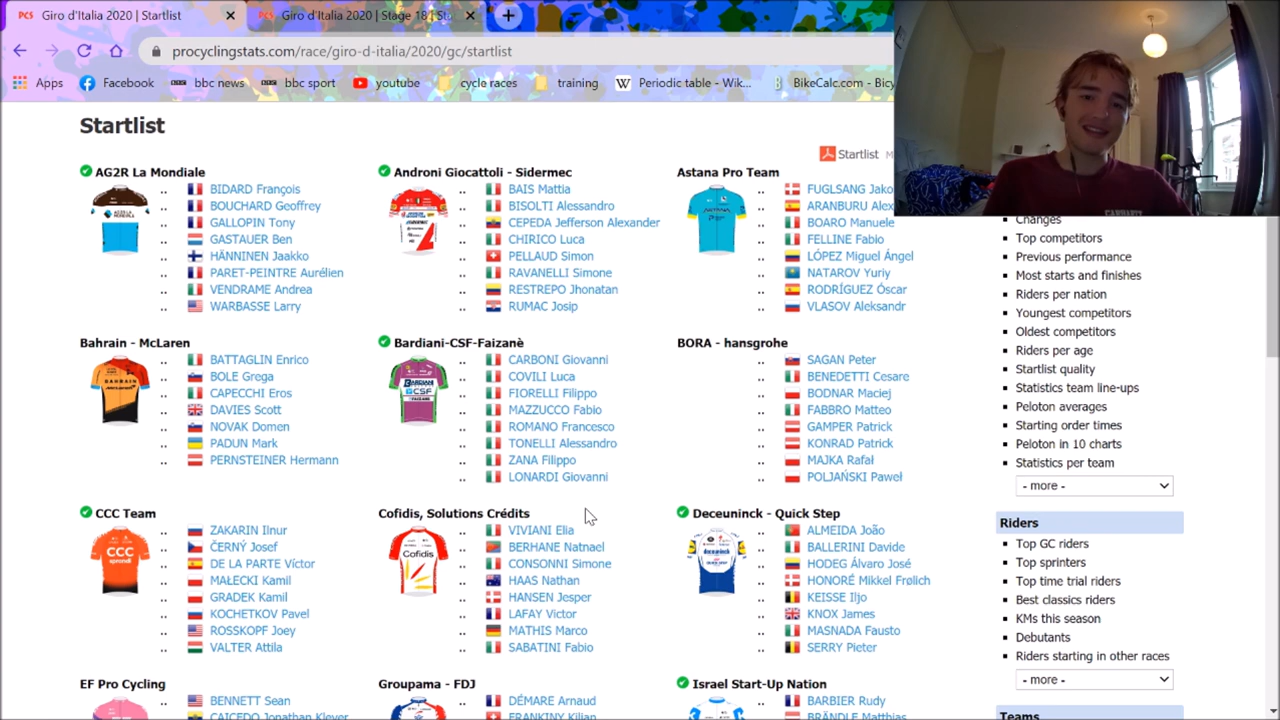 Giro d'Italia 2020 | Startlist
Giro d'Italia 2020 | Stage 18 | St
procyclingstats.com/race/giro-d-italia/2020/gc/startlist
Apps Facebook bbc news bbc sport youtube cycle races training Periodic table - Wik... BikeCalc.com - Bicy
Startlist
Startlist
AG2R La Mondiale
BIDARD François
BOUCHARD Geoffrey
GALLOPIN Tony
GASTAUER Ben
HÄNNINEN Jaakko
PARET-PEINTRE Aurélien
VENDRAME Andrea
WARBASSE Larry
Androni Giocattoli - Sidermec
BAIS Mattia
BISOLTI Alessandro
CEPEDA Jefferson Alexander
CHIRICO Luca
PELLAUD Simon
RAVANELLI Simone
RESTREPO Jhonatan
RUMAC Josip
Astana Pro Team
FUGLSANG Jako
ARANBURU Alex
BOARO Manuele
FELLINE Fabio
LÓPEZ Miguel Ángel
NATAROV Yuriy
RODRÍGUEZ Óscar
VLASOV Aleksandr
Bahrain - McLaren
BATTAGLIN Enrico
BOLE Grega
CAPECCHI Eros
DAVIES Scott
NOVAK Domen
PADUN Mark
PERNSTEINER Hermann
Bardiani-CSF-Faizanè
CARBONI Giovanni
COVILI Luca
FIORELLI Filippo
MAZZUCCO Fabio
ROMANO Francesco
TONELLI Alessandro
ZANA Filippo
LONARDI Giovanni
BORA - hansgrohe
SAGAN Peter
BENEDETTI Cesare
BODNAR Maciej
FABBRO Matteo
GAMPER Patrick
KONRAD Patrick
MAJKA Rafał
POLJAŃSKI Paweł
CCC Team
ZAKARIN Ilnur
ČERNÝ Josef
DE LA PARTE Víctor
MAŁECKI Kamil
GRADEK Kamil
KOCHETKOV Pavel
ROSSKOPF Joey
VALTER Attila
Cofidis, Solutions Crédits
VIVIANI Elia
BERHANE Natnael
CONSONNI Simone
HAAS Nathan
HANSEN Jesper
LAFAY Victor
MATHIS Marco
SABATINI Fabio
Deceuninck - Quick Step
ALMEIDA João
BALLERINI Davide
HODEG Álvaro José
HONORÉ Mikkel Frølich
KEISSE Iljo
KNOX James
MASNADA Fausto
SERRY Pieter
EF Pro Cycling
BENNETT Sean
CAICEDO Jonathan Klever
Groupama - FDJ
DÉMARE Arnaud
FRANKINY Kilian
Israel Start-Up Nation
BARBIER Rudy
BRÄNDLE Matthias
Changes
Top competitors
Previous performance
Most starts and finishes
Riders per nation
Youngest competitors
Oldest competitors
Riders per age
Startlist quality
Statistics team line-ups
Peloton averages
Starting order times
Peloton in 10 charts
Statistics per team
- more -
Riders
Top GC riders
Top sprinters
Top time trial riders
Best classics riders
KMs this season
Debutants
Riders starting in other races
- more -
Teams